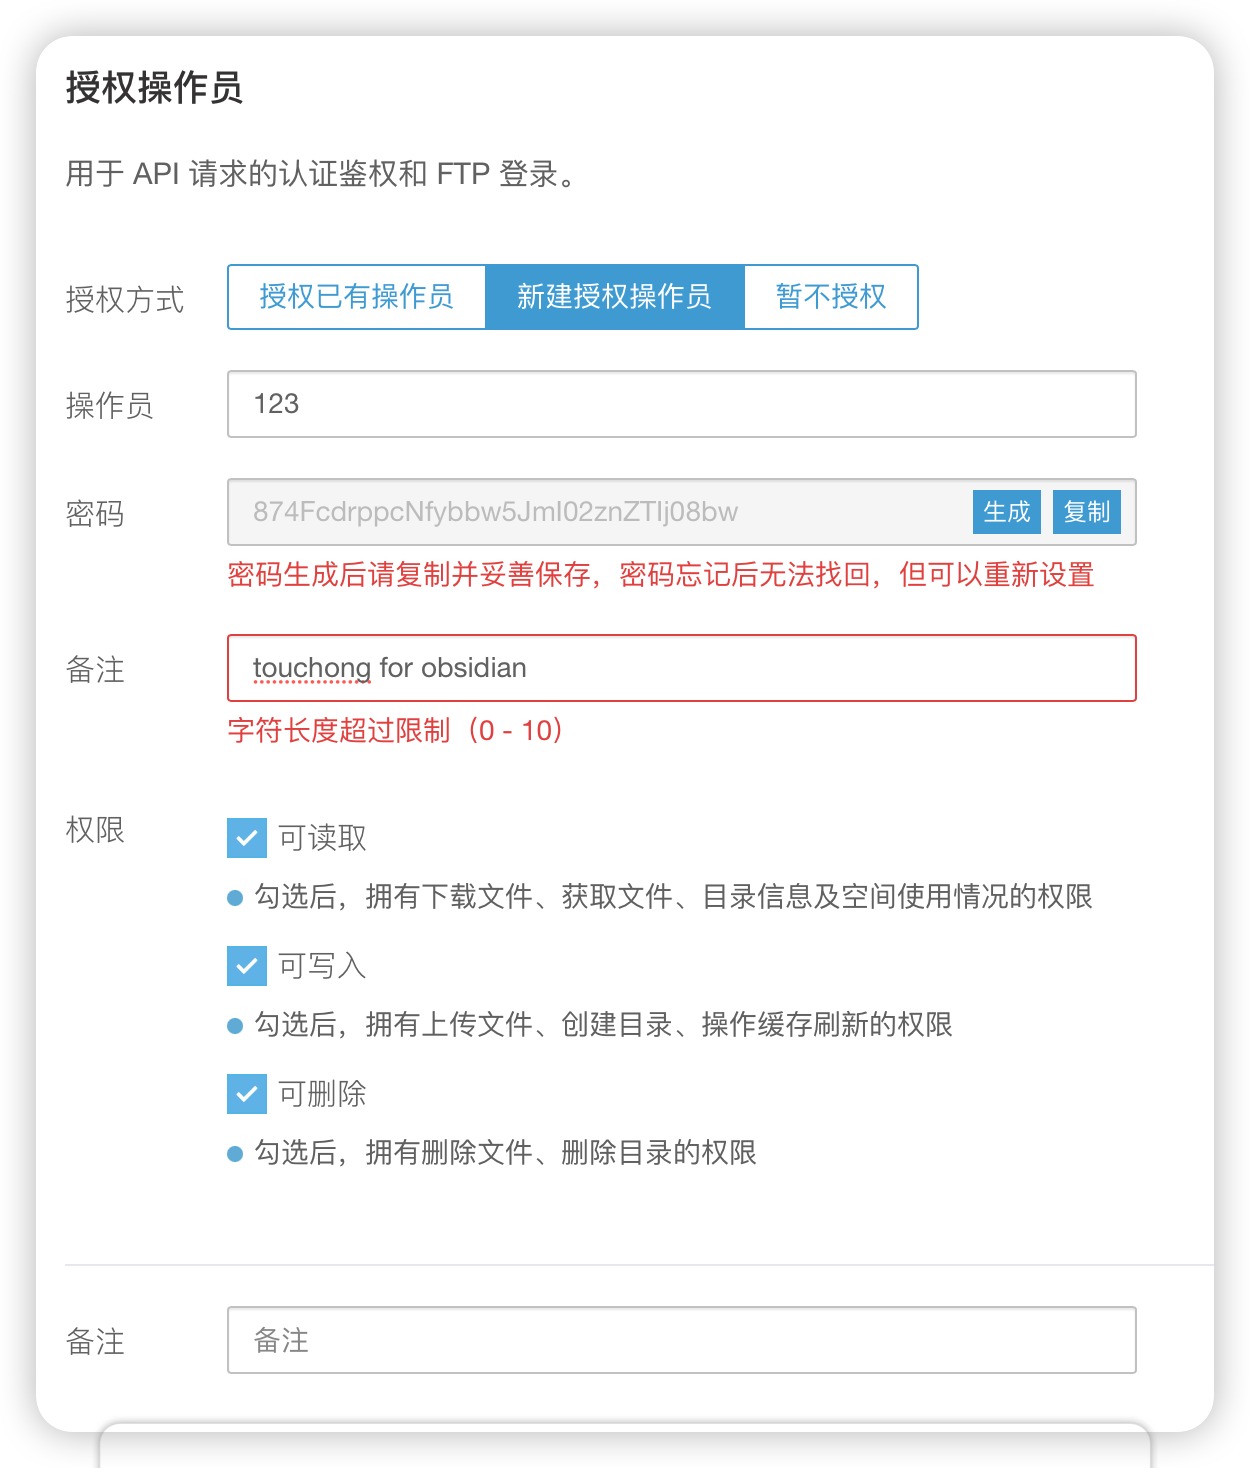 授权操作员
用于 API 请求的认证鉴权和 FTP 登录。
授权方式 授权已有操作员 新建授权操作员 暂不授权
操作员 123
密码 874FcdrppcNfybbw5JmI02znZTIj08bw 生成 复制
密码生成后请复制并妥善保存，密码忘记后无法找回，但可以重新设置
备注 touchong for obsidian
字符长度超过限制（0 - 10）
权限 可读取
勾选后，拥有下载文件、获取文件、目录信息及空间使用情况的权限
可写入
勾选后，拥有上传文件、创建目录、操作缓存刷新的权限
可删除
勾选后，拥有删除文件、删除目录的权限
备注 备注